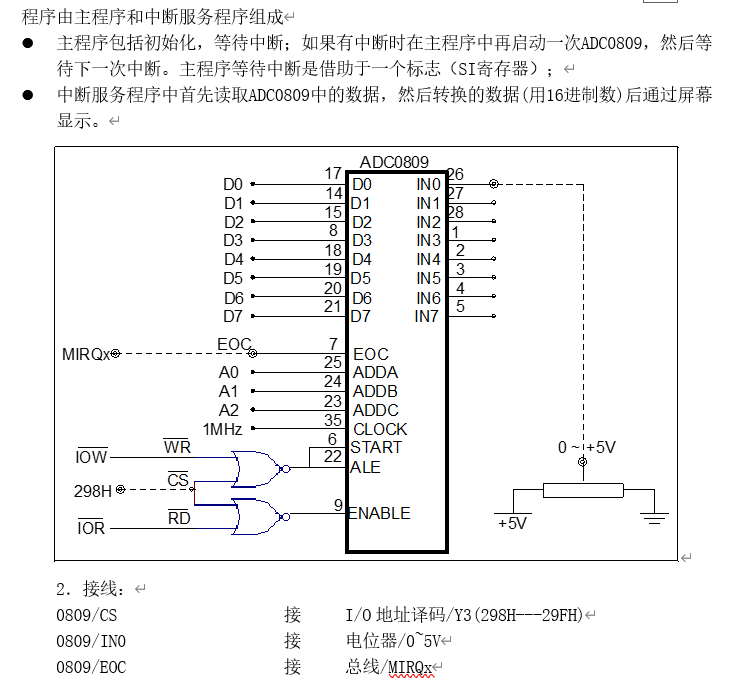 程序由主程序和中断服务程序组成
● 主程序包括初始化，等待中断；如果有中断时在主程序中再启动一次ADC0809，然后等
待下一次中断。主程序等待中断是借助于一个标志（SI寄存器）；
● 中断服务程序中首先读取ADC0809中的数据，然后转换的数据(用16进制数)后通过屏幕
显示。
ADC0809
D0 17 D0 IN0 26
D1 14 D1 IN1 27
D2 15 D2 IN2 28
D3 8 D3 IN3 1
D4 18 D4 IN4 2
D5 19 D5 IN5 3
D6 20 D6 IN6 4
D7 21 D7 IN7 5
MIRQx EOC 7 EOC
A0 25 ADDA
A1 24 ADDB
A2 23 ADDC
1MHz 35 CLOCK
6 START
IOW WR 22 ALE
298H CS
IOR RD 9 ENABLE
0 ~ +5V
+5V
2．接线：
0809/CS 接 I/O 地址译码/Y3(298H---29FH)
0809/IN0 接 电位器/0~5V
0809/EOC 接 总线/MIRQx